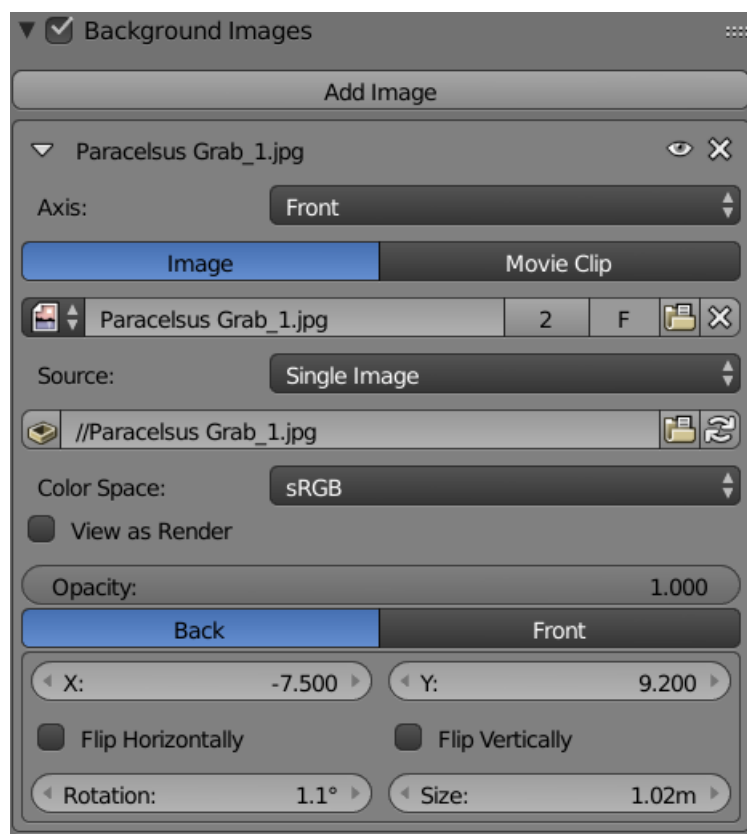 Background Images
Add Image
Paracelsus Grab_1.jpg
Axis: Front
Image Movie Clip
Paracelsus Grab_1.jpg 2 F
Source: Single Image
//Paracelsus Grab_1.jpg
Color Space: sRGB
View as Render
Opacity: 1.000
Back Front
X: -7.500 Y: 9.200
Flip Horizontally Flip Vertically
Rotation: 1.1° Size: 1.02m